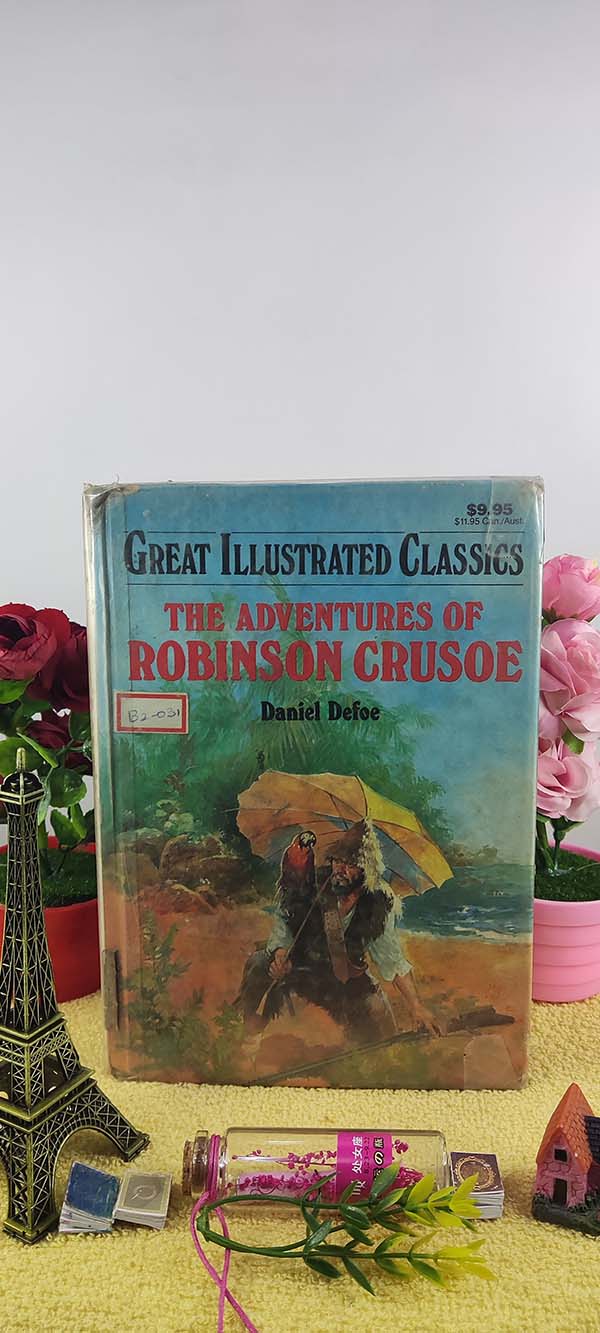 $9.95
$11.95 Can./Aust.
GREAT ILLUSTRATED CLASSICS
THE ADVENTURES OF
ROBINSON CRUSOE
B2-031
Daniel Defoe
处女座